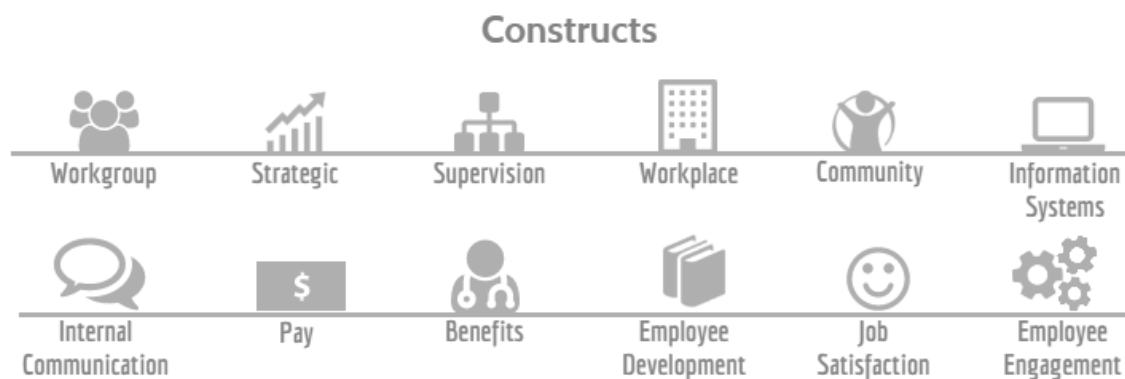 Constructs
Workgroup
Strategic
Supervision
Workplace
Community
Information
Systems
$
Internal
Communication
Pay
Benefits
Employee
Development
Job
Satisfaction
Employee
Engagement